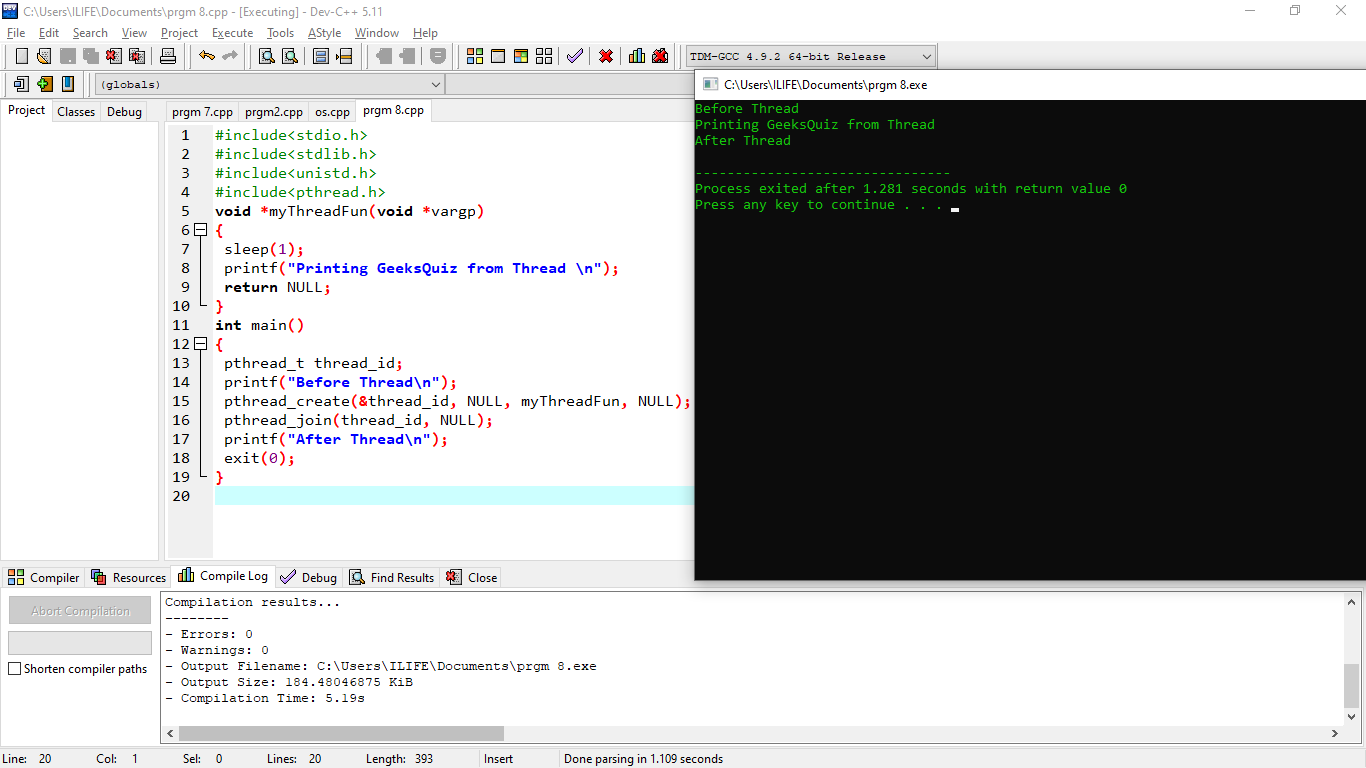 C:\Users\ILIFE\Documents\prgm 8.cpp - [Executing] - Dev-C++ 5.11
File Edit Search View Project Execute Tools AStyle Window Help
TDM-GCC 4.9.2 64-bit Release
(globals)
Project Classes Debug
prgm 7.cpp prgm2.cpp os.cpp prgm 8.cpp
1 #include<stdio.h>
2 #include<stdlib.h>
3 #include<unistd.h>
4 #include<pthread.h>
5 void *myThreadFun(void *vargp)
6 {
7 sleep(1);
8 printf("Printing GeeksQuiz from Thread \n");
9 return NULL;
10 }
11 int main()
12 {
13 pthread_t thread_id;
14 printf("Before Thread\n");
15 pthread_create(&thread_id, NULL, myThreadFun, NULL);
16 pthread_join(thread_id, NULL);
17 printf("After Thread\n");
18 exit(0);
19 }
20
C:\Users\ILIFE\Documents\prgm 8.exe
Before Thread
Printing GeeksQuiz from Thread
After Thread
--------------------------------
Process exited after 1.281 seconds with return value 0
Press any key to continue . . .
Compiler Resources Compile Log Debug Find Results Close
Abort Compilation
Shorten compiler paths
Compilation results...
--------
- Errors: 0
- Warnings: 0
- Output Filename: C:\Users\ILIFE\Documents\prgm 8.exe
- Output Size: 184.48046875 KiB
- Compilation Time: 5.19s
Line: 20 Col: 1 Sel: 0 Lines: 20 Length: 393 Insert Done parsing in 1.109 seconds